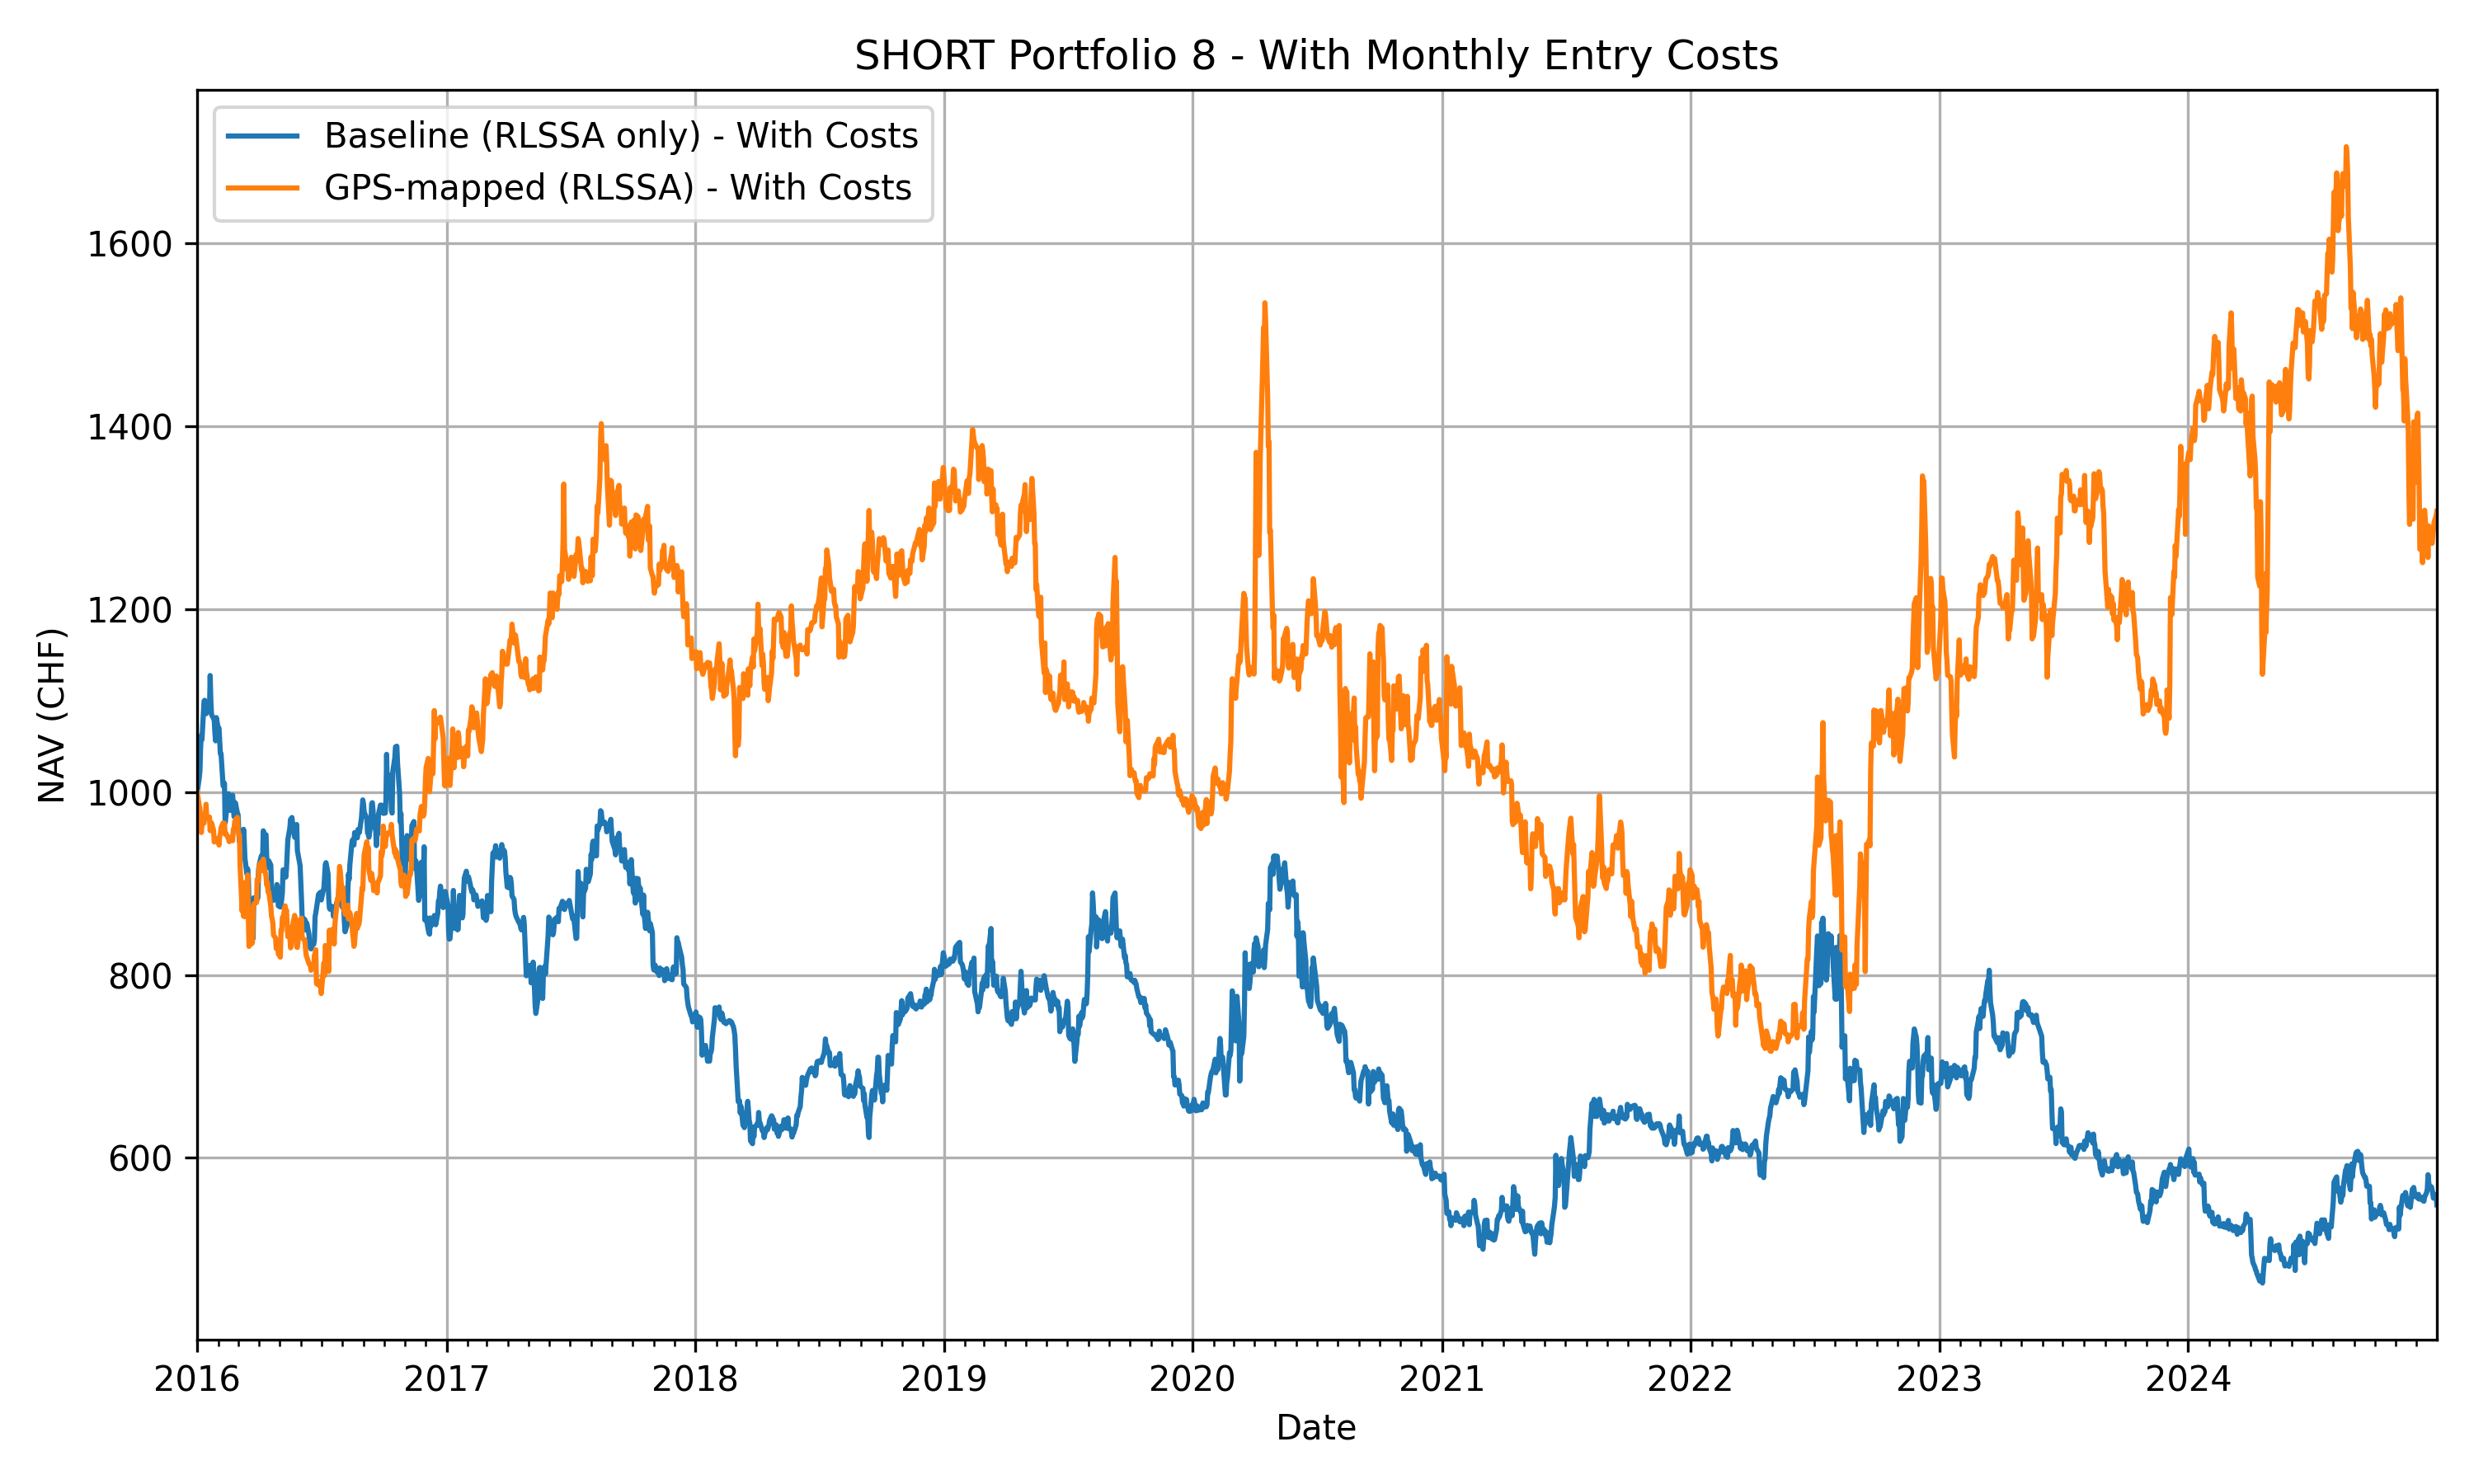 SHORT Portfolio 8 - With Monthly Entry Costs
Baseline (RLSSA only) - With Costs
GPS-mapped (RLSSA) - With Costs
1600
1400
1200
1000
800
600
NAV (CHF)
2016 2017 2018 2019 2020 2021 2022 2023 2024
Date